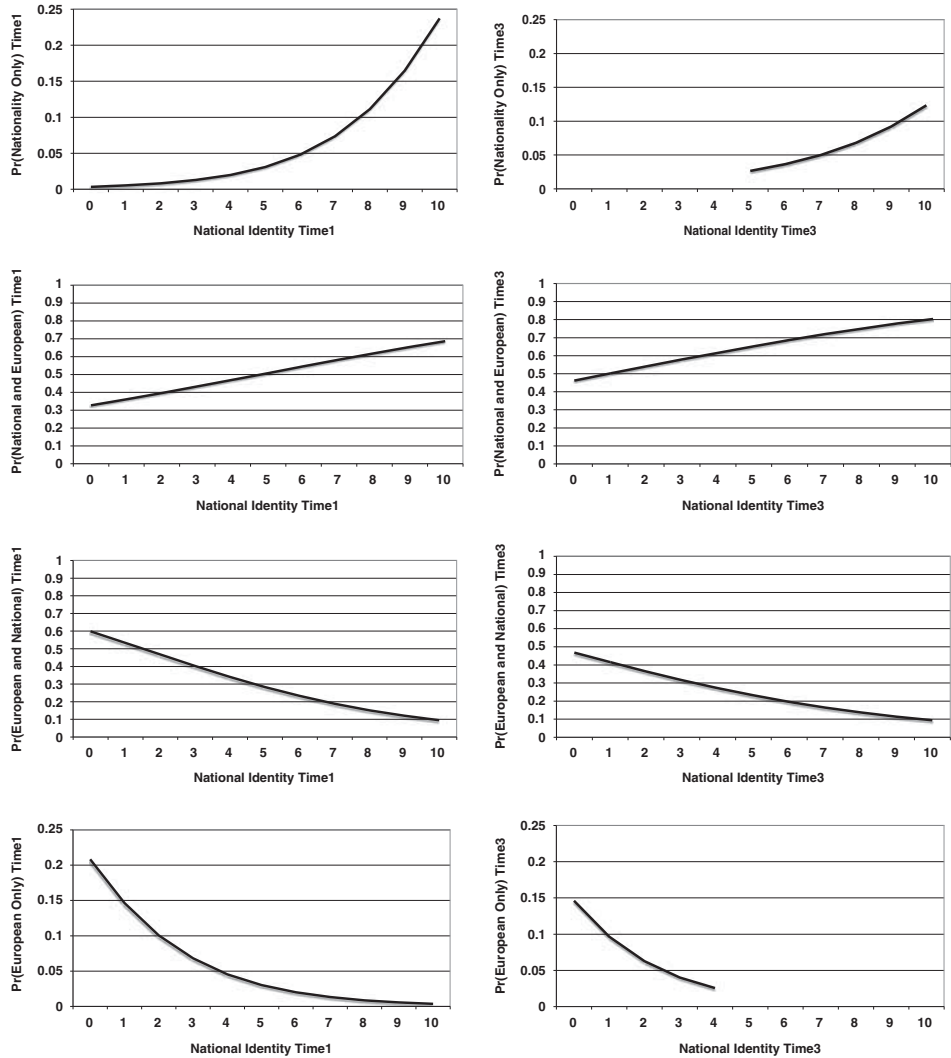 Pr(Nationality Only) Time1
0.25
0.2
0.15
0.1
0.05
0
0 1 2 3 4 5 6 7 8 9 10
National Identity Time1
Pr(Nationality Only) Time3
0.25
0.2
0.15
0.1
0.05
0
0 1 2 3 4 5 6 7 8 9 10
National Identity Time3
Pr(National and European) Time1
1
0.9
0.8
0.7
0.6
0.5
0.4
0.3
0.2
0.1
0
0 1 2 3 4 5 6 7 8 9 10
National Identity Time1
Pr(National and European) Time3
1
0.9
0.8
0.7
0.6
0.5
0.4
0.3
0.2
0.1
0
0 1 2 3 4 5 6 7 8 9 10
National Identity Time3
Pr(European and National) Time1
1
0.9
0.8
0.7
0.6
0.5
0.4
0.3
0.2
0.1
0
0 1 2 3 4 5 6 7 8 9 10
National Identity Time1
Pr(European and National) Time3
1
0.9
0.8
0.7
0.6
0.5
0.4
0.3
0.2
0.1
0
0 1 2 3 4 5 6 7 8 9 10
National Identity Time3
Pr(European Only) Time1
0.25
0.2
0.15
0.1
0.05
0
0 1 2 3 4 5 6 7 8 9 10
National Identity Time1
Pr(European Only) Time3
0.25
0.2
0.15
0.1
0.05
0
0 1 2 3 4 5 6 7 8 9 10
National Identity Time3